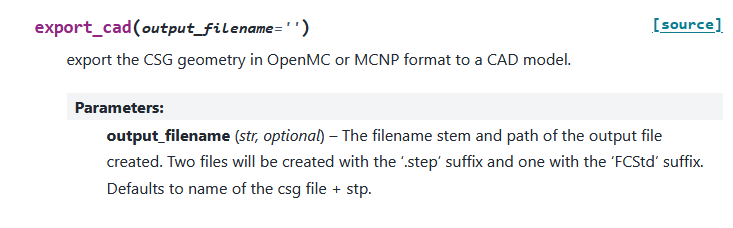 export_cad(output_filename='') [source]
export the CSG geometry in OpenMC or MCNP format to a CAD model.
Parameters:
output_filename (str, optional) – The filename stem and path of the output file
created. Two files will be created with the ‘.step’ suffix and one with the ‘FCStd’ suffix.
Defaults to name of the csg file + stp.